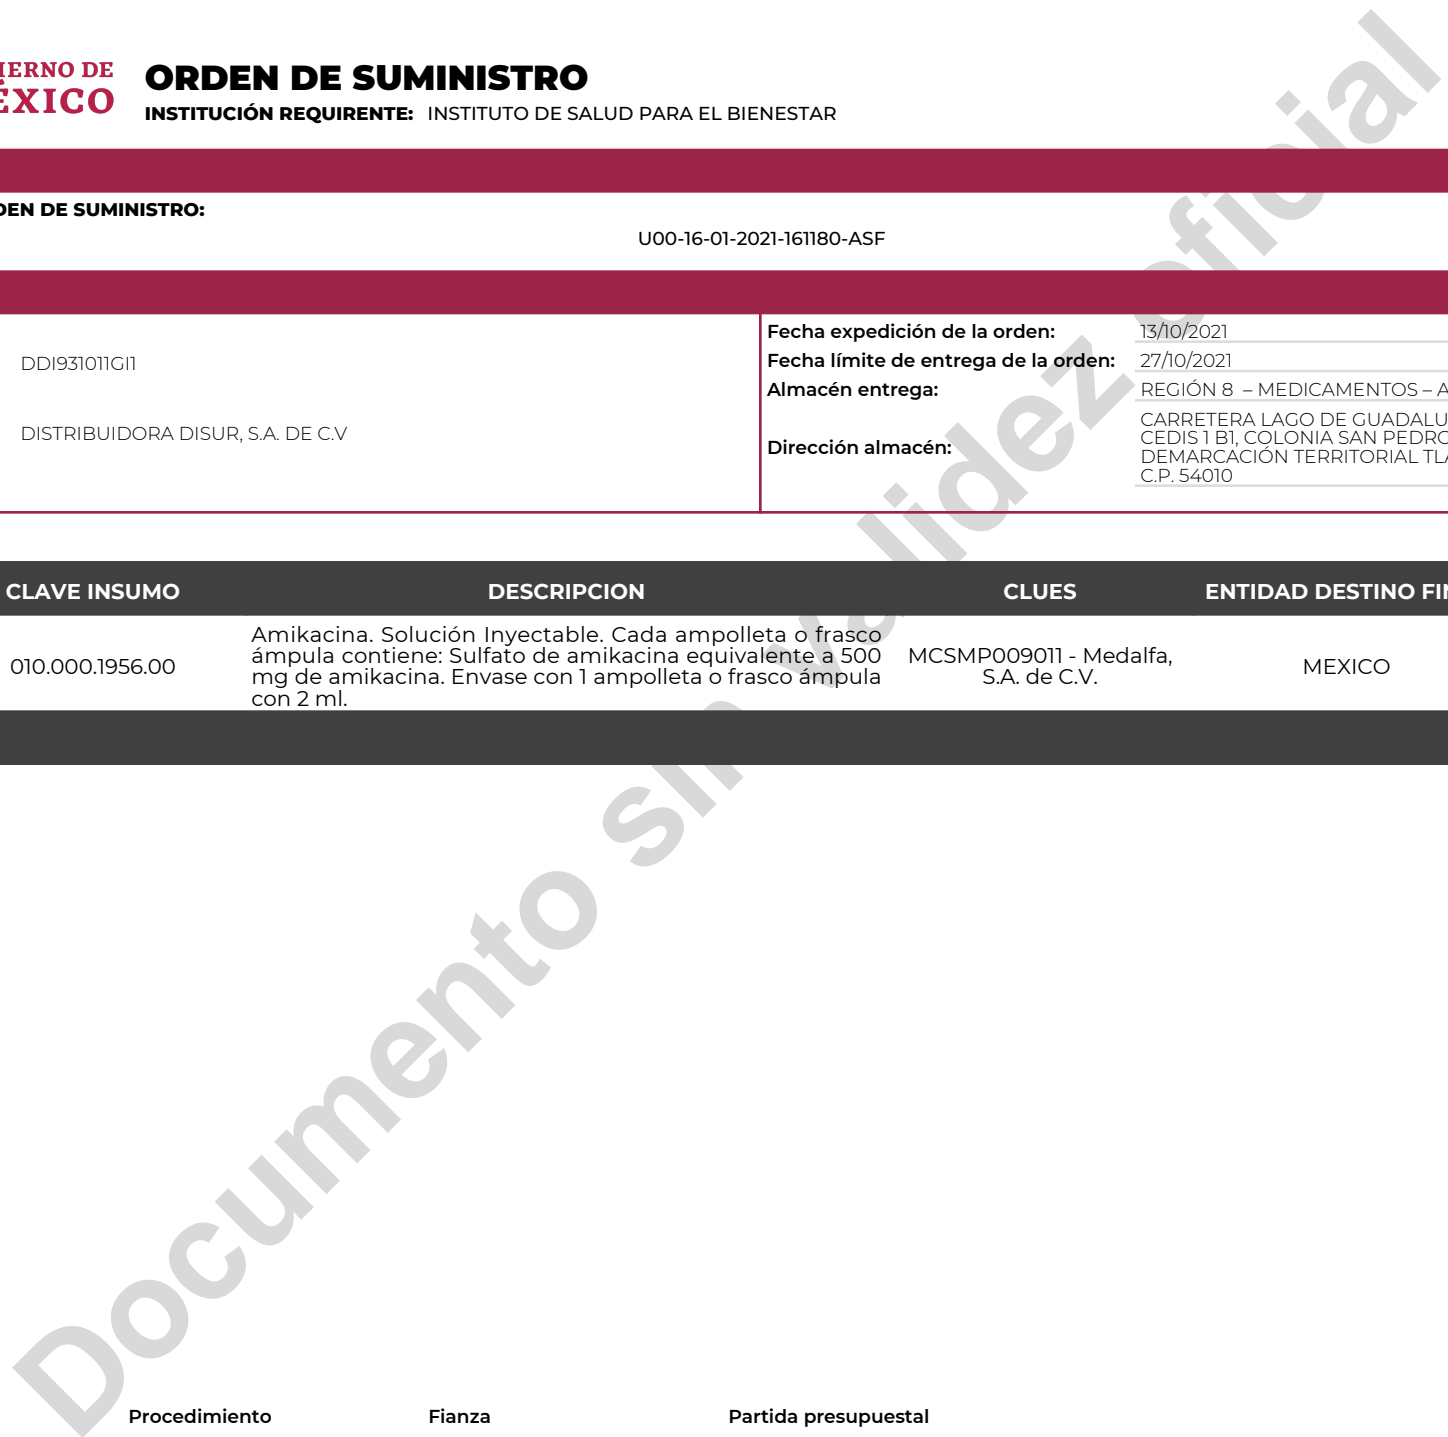 IERNO DE
ÉXICO
ORDEN DE SUMINISTRO
INSTITUCIÓN REQUIRENTE: INSTITUTO DE SALUD PARA EL BIENESTAR
DEN DE SUMINISTRO:
U00-16-01-2021-161180-ASF
DDI931011GI1
DISTRIBUIDORA DISUR, S.A. DE C.V
Fecha expedición de la orden: 13/10/2021
Fecha límite de entrega de la orden: 27/10/2021
Almacén entrega: REGIÓN 8 – MEDICAMENTOS – A
Dirección almacén:
CARRETERA LAGO DE GUADALU
CEDIS 1 B1, COLONIA SAN PEDRO
DEMARCACIÓN TERRITORIAL TLA
C.P. 54010
CLAVE INSUMO DESCRIPCION CLUES ENTIDAD DESTINO FIN
010.000.1956.00
Amikacina. Solución Inyectable. Cada ampolleta o frasco
ámpula contiene: Sulfato de amikacina equivalente a 500
mg de amikacina. Envase con 1 ampolleta o frasco ámpula
con 2 ml.
MCSMP009011 - Medalfa,
S.A. de C.V.
MEXICO
Documento sin validez oficial
Procedimiento Fianza Partida presupuestal